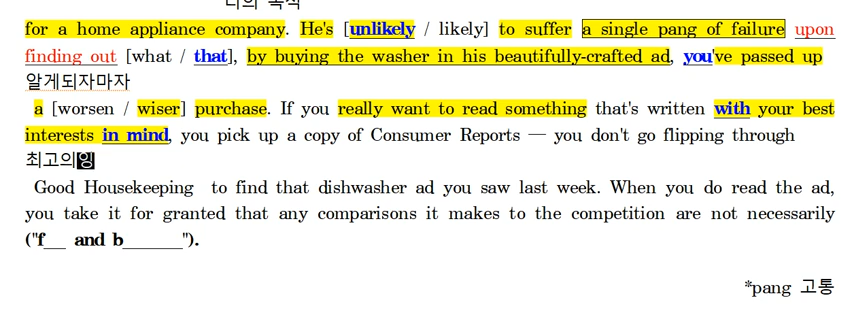 너의 목적
for a home appliance company. He's [unlikely / likely] to suffer a single pang of failure upon
finding out [what / that], by buying the washer in his beautifully-crafted ad, you've passed up
알게되자마자
a [worsen / wiser] purchase. If you really want to read something that's written with your best
interests in mind, you pick up a copy of Consumer Reports — you don't go flipping through
최고의잉
Good Housekeeping to find that dishwasher ad you saw last week. When you do read the ad,
you take it for granted that any comparisons it makes to the competition are not necessarily
("f__ and b______").
*pang 고통